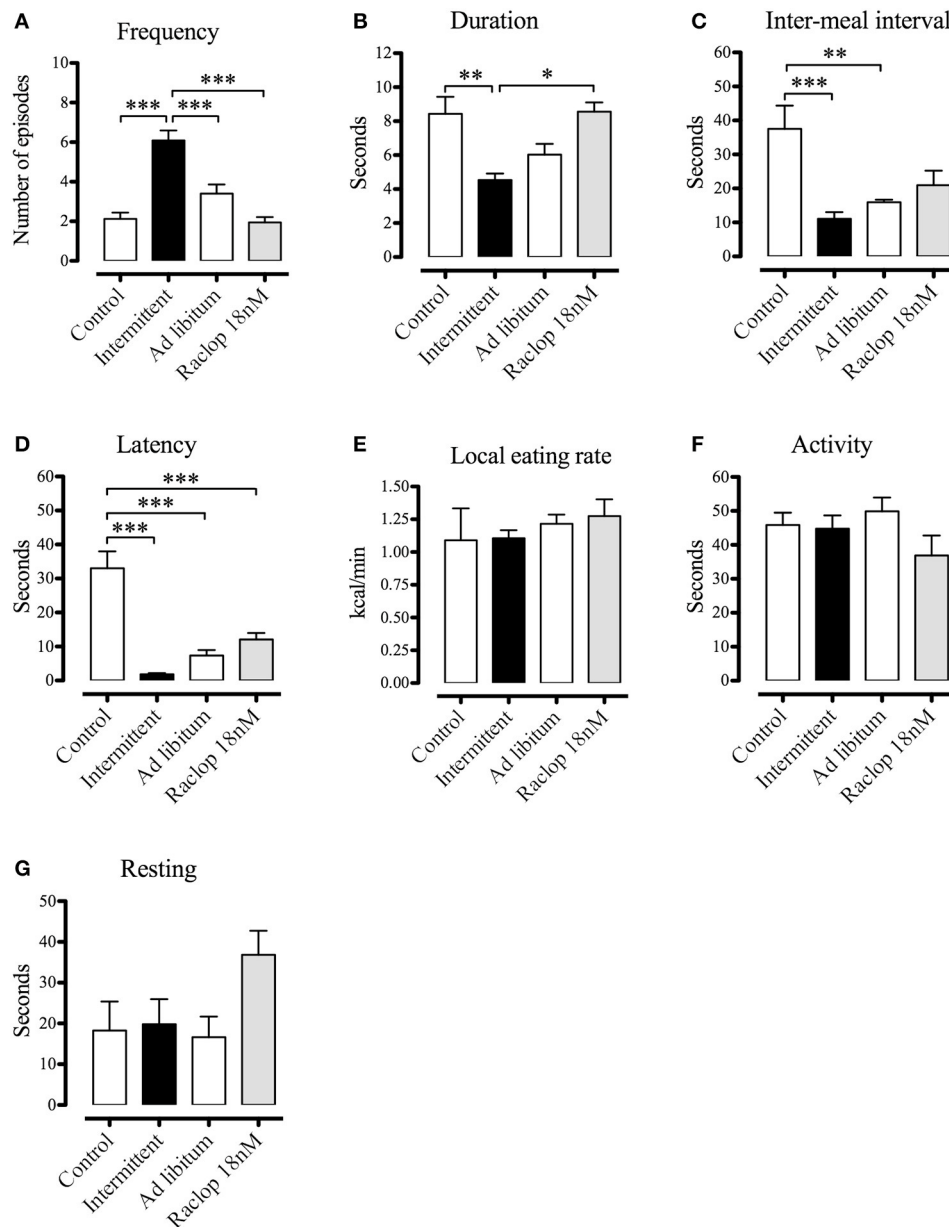 A
Frequency
Number of episodes
10
8
6
4
2
0
***
***
***
Control
Intermittent
Ad libitum
Raclop 18nM
B
Duration
Seconds
12
10
8
6
4
2
0
**
*
Control
Intermittent
Ad libitum
Raclop 18nM
C
Inter-meal interval
Seconds
60
50
40
30
20
10
0
**
***
Control
Intermittent
Ad libitum
Raclop 18nM
D
Latency
Seconds
60
50
40
30
20
10
0
***
***
***
Control
Intermittent
Ad libitum
Raclop 18nM
E
Local eating rate
kcal/min
1.50
1.25
1.00
0.75
0.50
0.25
0.00
Control
Intermittent
Ad libitum
Raclop 18nM
F
Activity
Seconds
60
50
40
30
20
10
0
Control
Intermittent
Ad libitum
Raclop 18nM
G
Resting
Seconds
50
40
30
20
10
0
Control
Intermittent
Ad libitum
Raclop 18nM